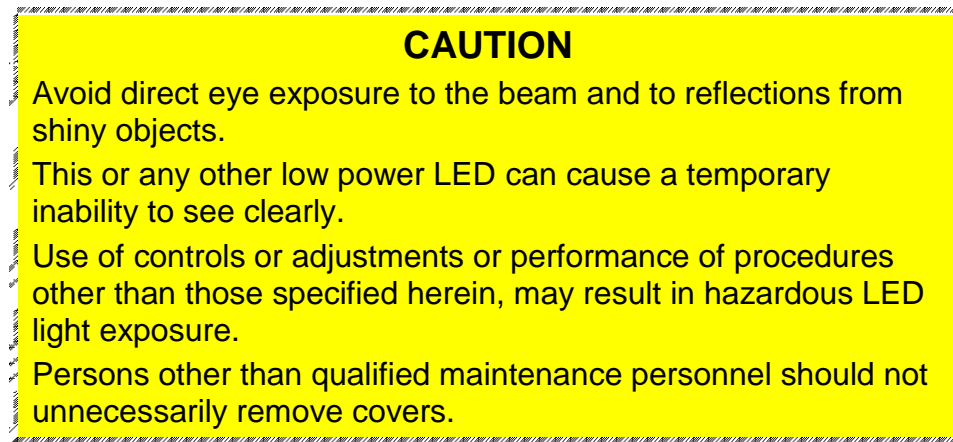 CAUTION
Avoid direct eye exposure to the beam and to reflections from
shiny objects.
This or any other low power LED can cause a temporary
inability to see clearly.
Use of controls or adjustments or performance of procedures
other than those specified herein, may result in hazardous LED
light exposure.
Persons other than qualified maintenance personnel should not
unnecessarily remove covers.